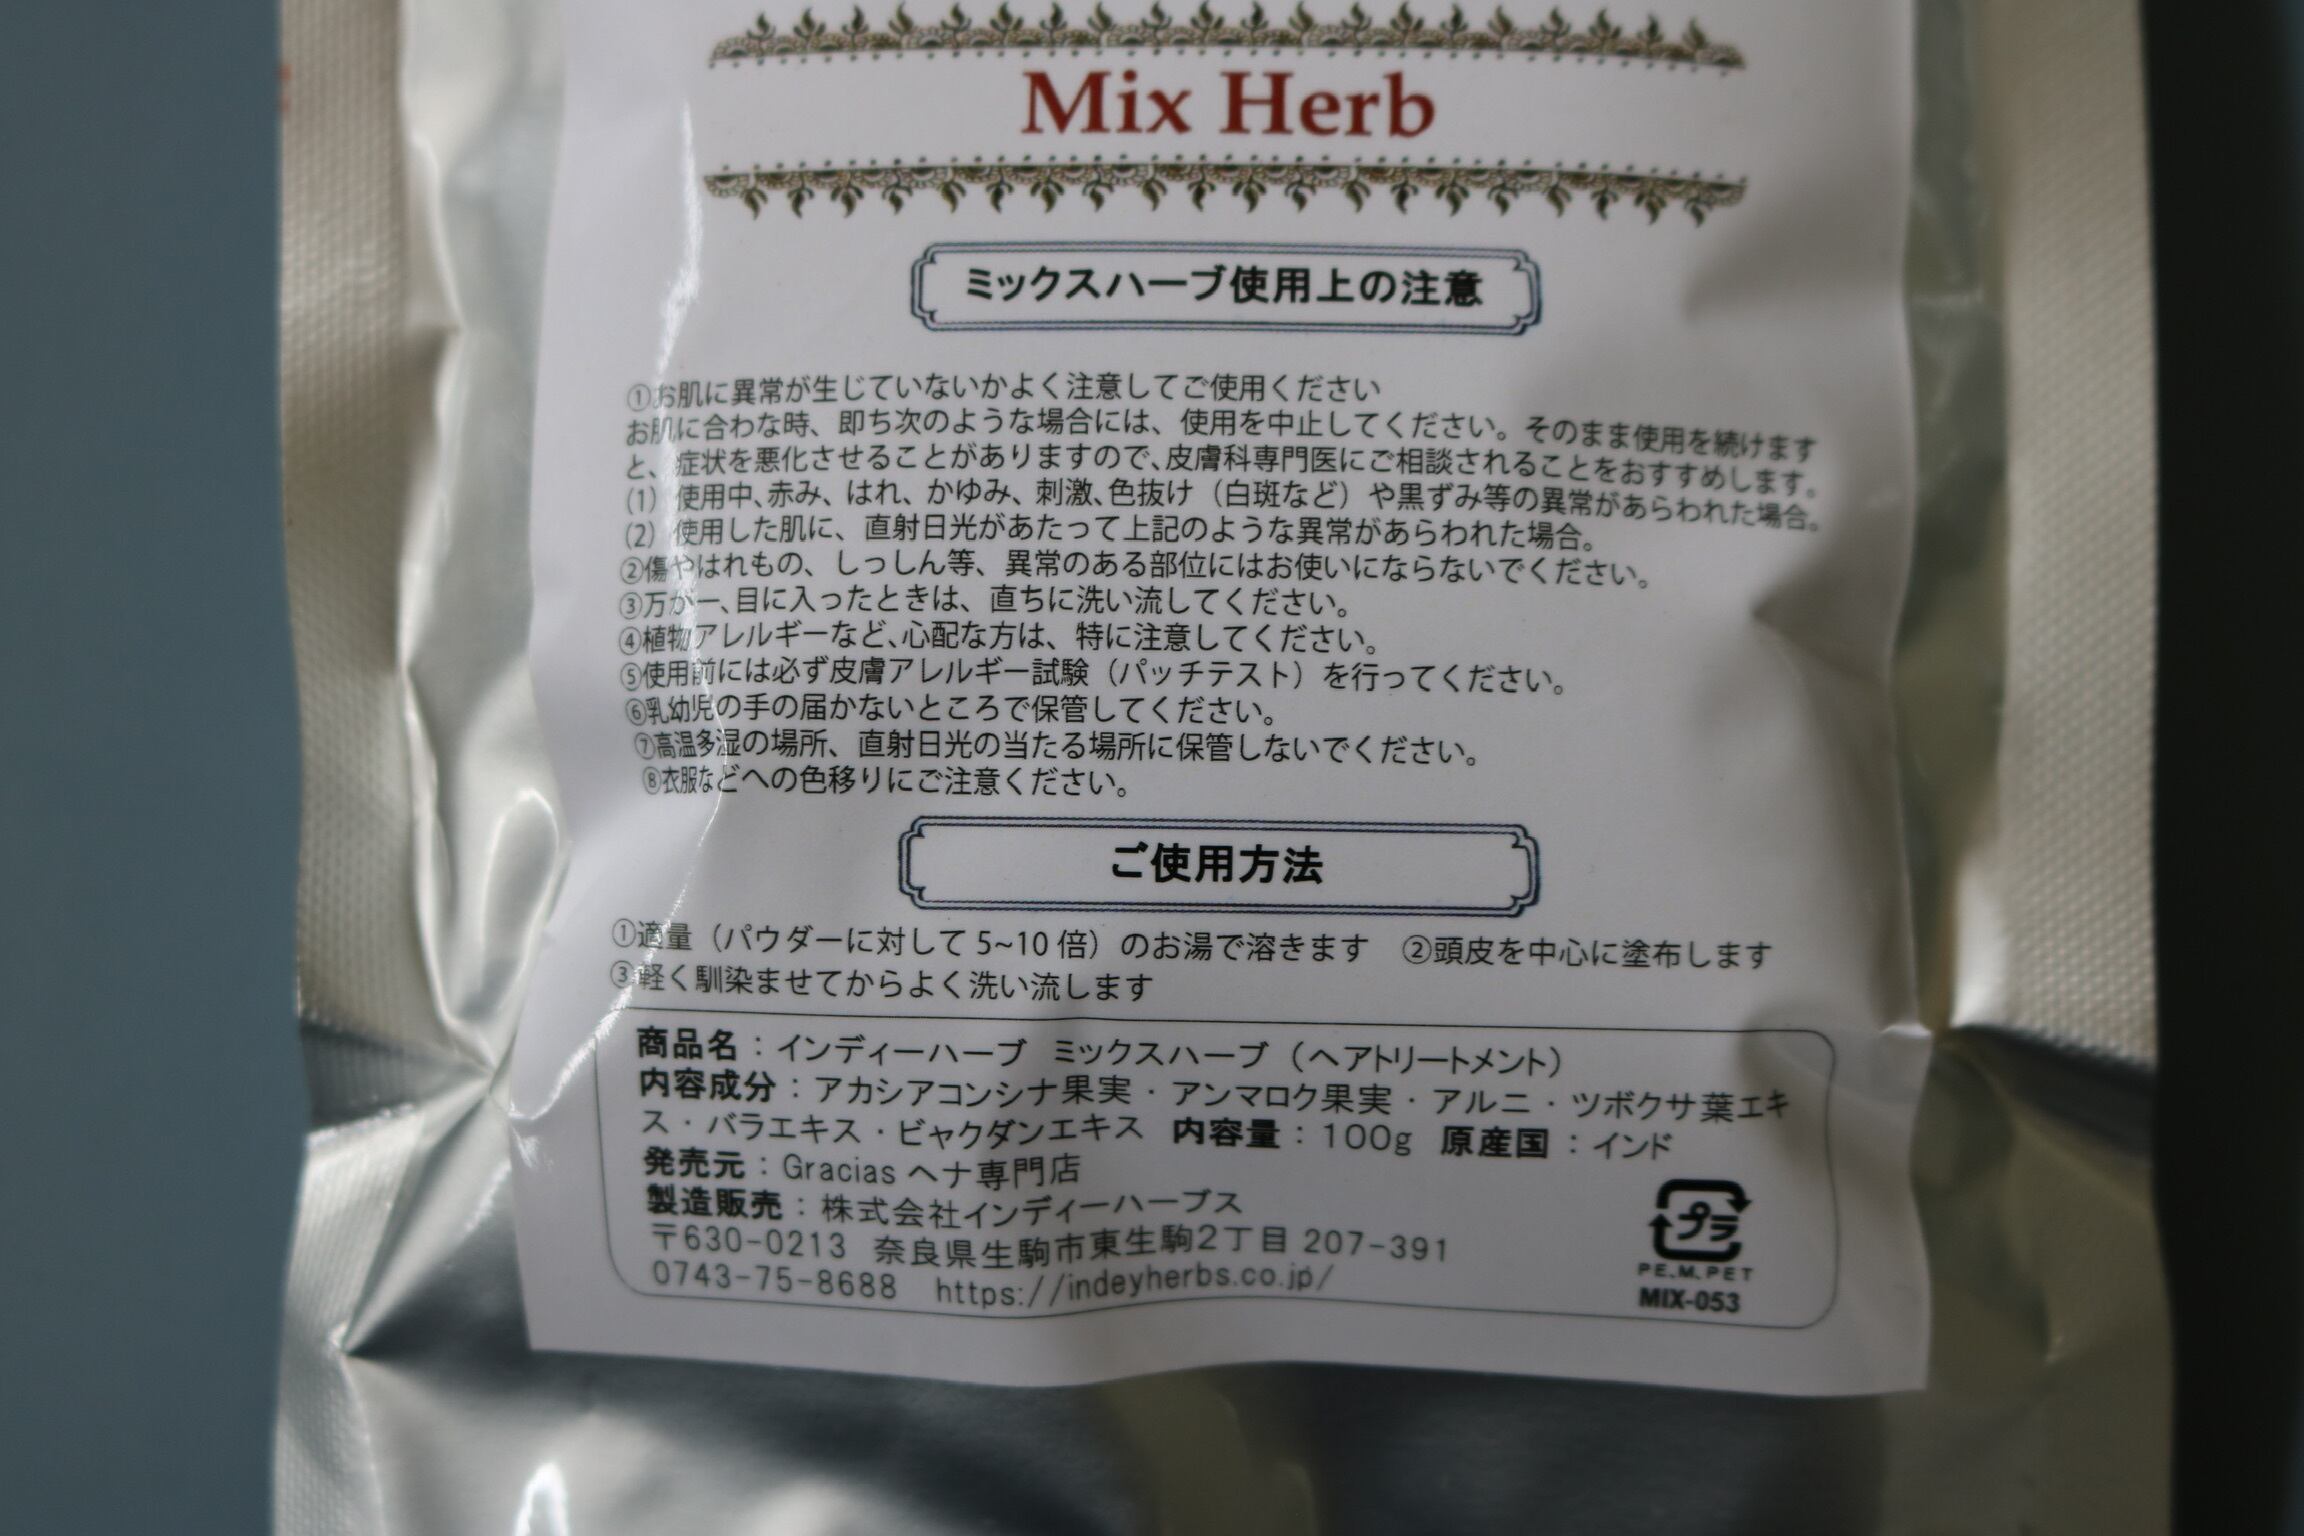 Mix Herb
ミックスハーブ使用上の注意
①お肌に異常が生じていないかよく注意してご使用ください
お肌に合わな時、即ち次のような場合には、使用を中止してください。そのまま使用を続けます
と、症状を悪化させることがありますので、皮膚科専門医にご相談されることをおすすめします。
(1) 使用中、赤み、はれ、かゆみ、刺激、色抜け（白斑など）や黒ずみ等の異常があらわれた場合。
(2) 使用した肌に、直射日光があたって上記のような異常があらわれた場合。
②傷やはれもの、しっしん等、異常のある部位にはお使いにならないでください。
③万が一、目に入ったときは、直ちに洗い流してください。
④植物アレルギーなど、心配な方は、特に注意してください。
⑤使用前には必ず皮膚アレルギー試験（パッチテスト）を行ってください。
⑥乳幼児の手の届かないところで保管してください。
⑦高温多湿の場所、直射日光の当たる場所に保管しないでください。
⑧衣服などへの色移りにご注意ください。
ご使用方法
①適量（パウダーに対して 5~10 倍）のお湯で溶きます ②頭皮を中心に塗布します
③軽く馴染ませてからよく洗い流します
商品名：インディーハーブ ミックスハーブ（ヘアトリートメント）
内容成分：アカシアコンシナ果実・アンマロク果実・アルニ・ツボクサ葉エキ
ス・バラエキス・ビャクダンエキス 内容量：100g 原産国：インド
発売元：Gracias ヘナ専門店
製造販売：株式会社インディーハーブス
〒630-0213 奈良県生駒市東生駒2丁目 207-391
0743-75-8688 https://indeyherbs.co.jp/
プラ
PE、M、PET
MIX-053